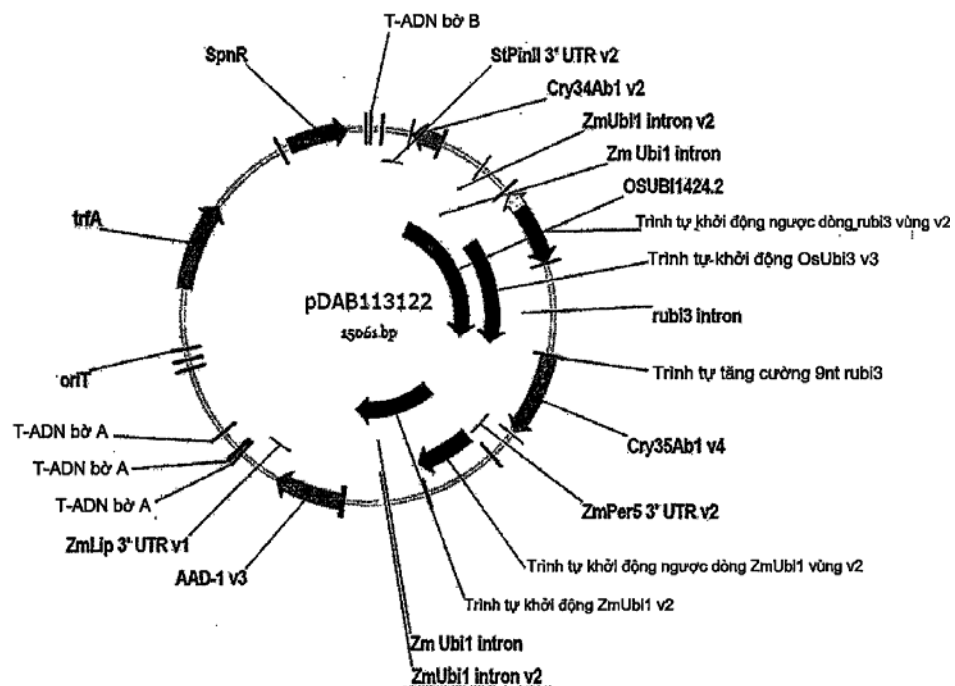 T-ADN bờ B
SpnR
StPinII 3' UTR v2
Cry34Ab1 v2
ZmUbi1 intron v2
Zm Ubi1 intron
OSUBI1424.2
Trình tự khởi động ngược dòng rubi3 vùng v2
trfA
Trình tự khởi động OsUbi3 v3
pDAB113122
15061 bp
rubi3 intron
Trình tự tăng cường 9nt rubi3
oriT
T-ADN bờ A
Cry35Ab1 v4
T-ADN bờ A
T-ADN bờ A
ZmPer5 3' UTR v2
ZmLip 3' UTR v1
Trình tự khởi động ngược dòng ZmUbi1 vùng v2
AAD-1 v3
Trình tự khởi động ZmUbi1 v2
Zm Ubi1 intron
ZmUbi1 intron v2